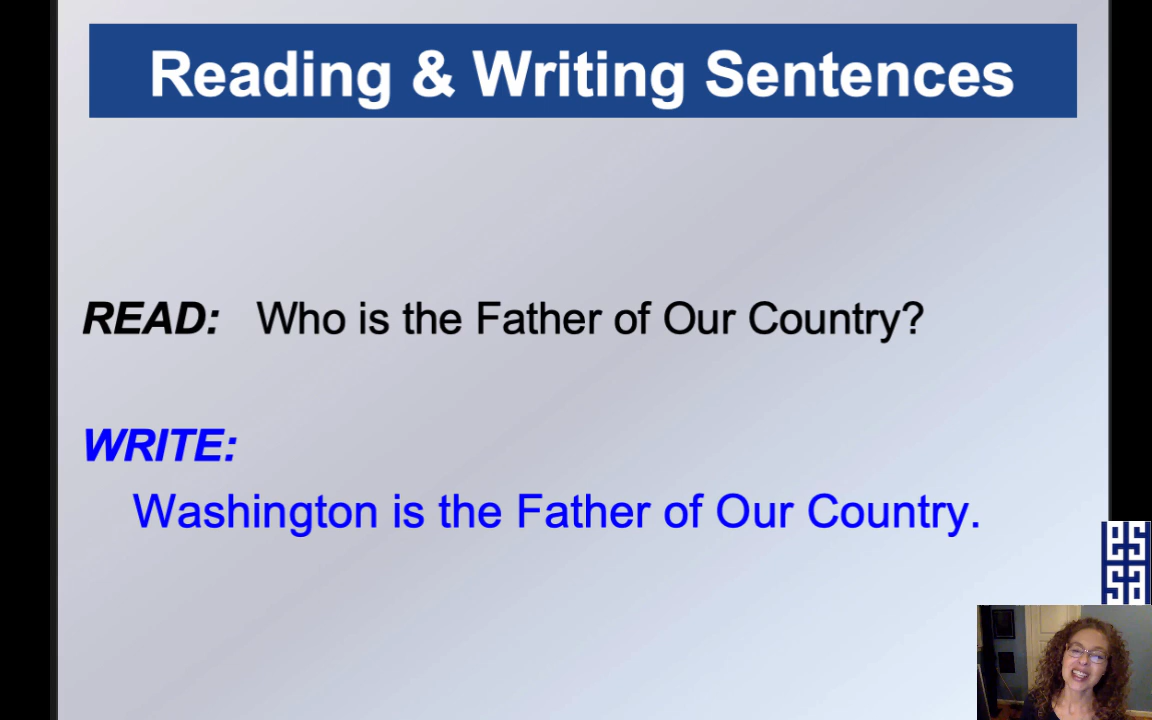 Reading & Writing Sentences
READ: Who is the Father of Our Country?
WRITE:
Washington is the Father of Our Country.